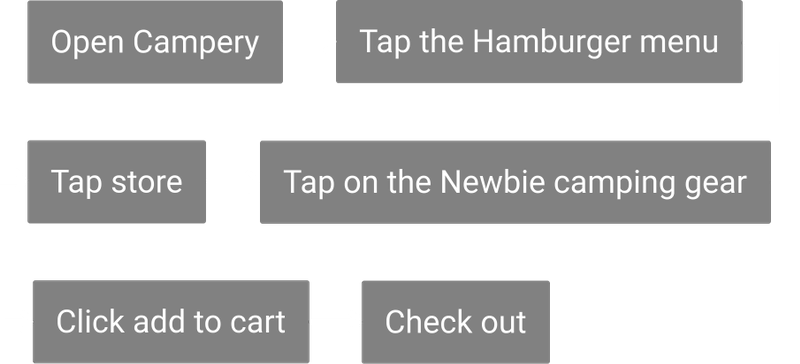 Open Campery
Tap the Hamburger menu
Tap store
Tap on the Newbie camping gear
Click add to cart
Check out